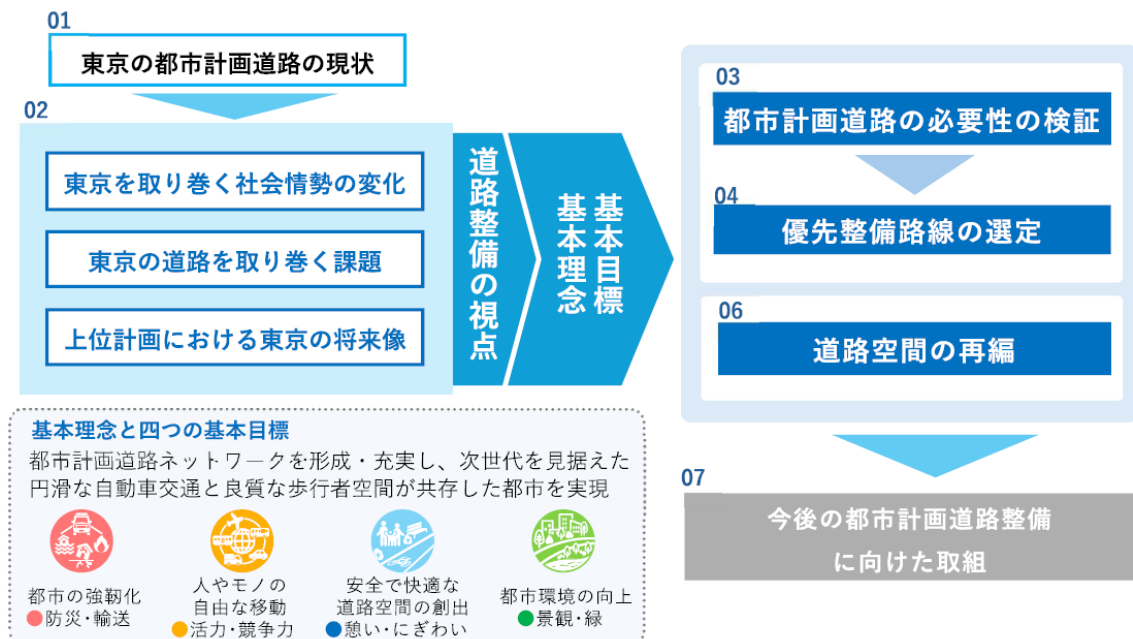 01
東京の都市計画道路の現状
02
東京を取り巻く社会情勢の変化
東京の道路を取り巻く課題
上位計画における東京の将来像
道路整備の視点
基本目標
基本理念
03
都市計画道路の必要性の検証
04
優先整備路線の選定
06
道路空間の再編
07
今後の都市計画道路整備
に向けた取組
基本理念と四つの基本目標
都市計画道路ネットワークを形成・充実し、次世代を見据えた
円滑な自動車交通と良質な歩行者空間が共存した都市を実現
都市の強靭化
防災・輸送
人やモノの
自由な移動
活力・競争力
安全で快適な
道路空間の創出
憩い・にぎわい
都市環境の向上
景観・緑